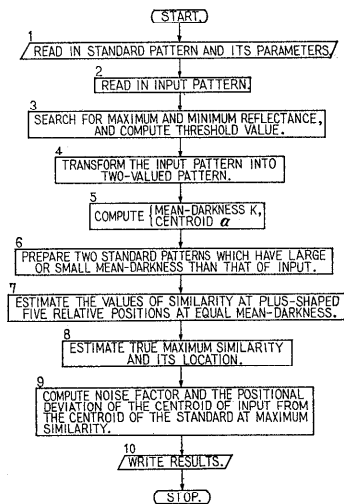 START.
1
READ IN STANDARD PATTERN AND ITS PARAMETERS.
2
READ IN INPUT PATTERN.
3
SEARCH FOR MAXIMUM AND MINIMUM REFLECTANCE,
AND COMPUTE THRESHOLD VALUE.
4
TRANSFORM THE INPUT PATTERN INTO
TWO-VALUED PATTERN.
5
COMPUTE { MEAN-DARKNESS K,
CENTROID α
6
PREPARE TWO STANDARD PATTERNS WHICH HAVE LARGE
OR SMALL MEAN-DARKNESS THAN THAT OF INPUT.
7
ESTIMATE THE VALUES OF SIMILARITY AT PLUS-SHAPED
FIVE RELATIVE POSITIONS AT EQUAL MEAN-DARKNESS.
8
ESTIMATE TRUE MAXIMUM SIMILARITY
AND ITS LOCATION.
9
COMPUTE NOISE FACTOR AND THE POSITIONAL
DEVIATION OF THE CENTROID OF INPUT FROM
THE CENTROID OF THE STANDARD AT MAXIMUM
SIMILARITY.
10
WRITE RESULTS.
STOP.